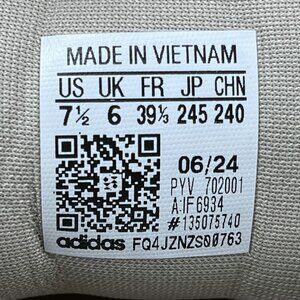 MADE IN VIETNAM
US UK FR JP CHN
7½ 6 39⅓ 245 240
06/24
PYV 702001
A:IF6934
#135075740
adidas FQ4JZNZS00763